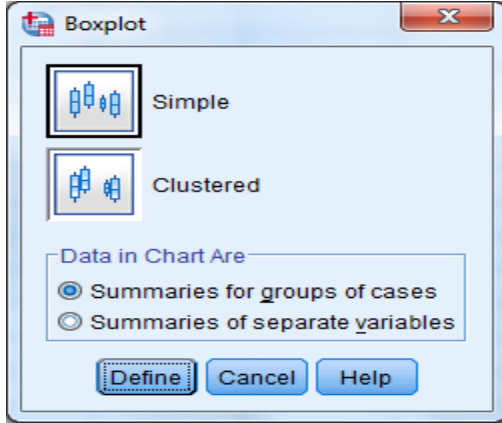 Boxplot
Simple
Clustered
Data in Chart Are
Summaries for groups of cases
Summaries of separate variables
Define Cancel Help